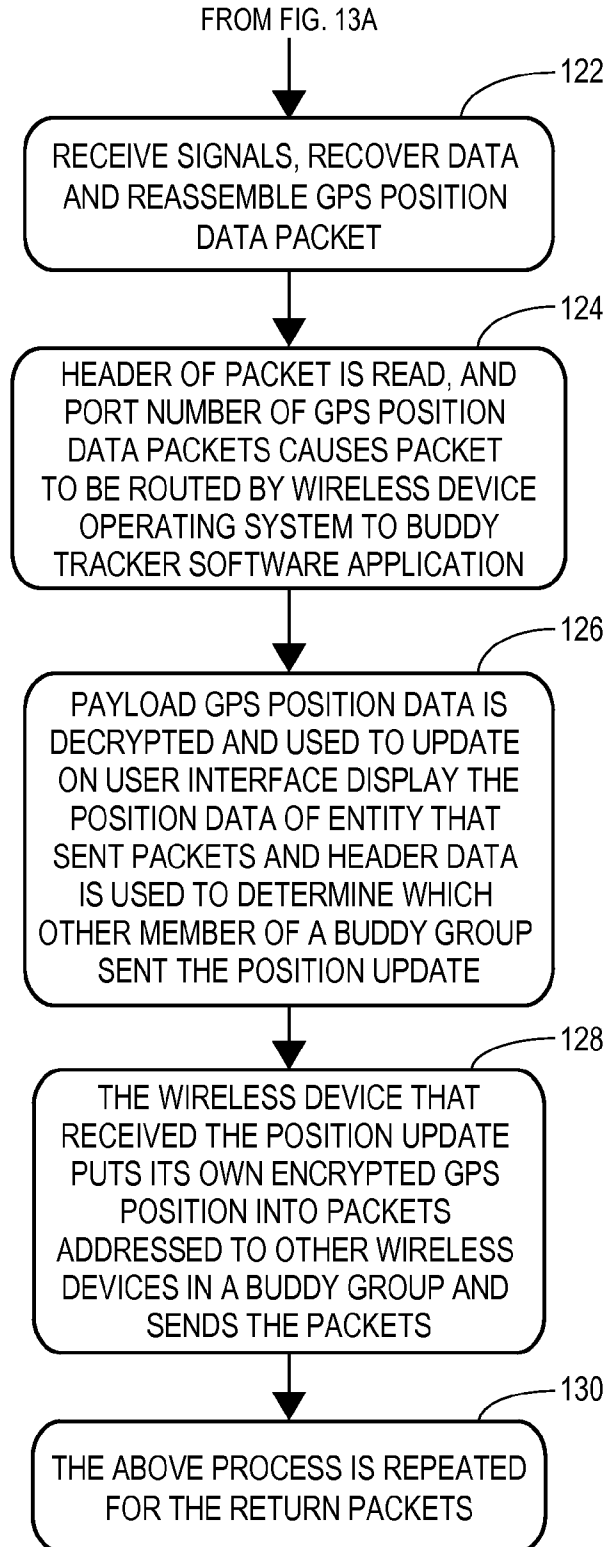 FROM FIG. 13A
122
RECEIVE SIGNALS, RECOVER DATA
AND REASSEMBLE GPS POSITION
DATA PACKET
124
HEADER OF PACKET IS READ, AND
PORT NUMBER OF GPS POSITION
DATA PACKETS CAUSES PACKET
TO BE ROUTED BY WIRELESS DEVICE
OPERATING SYSTEM TO BUDDY
TRACKER SOFTWARE APPLICATION
126
PAYLOAD GPS POSITION DATA IS
DECRYPTED AND USED TO UPDATE
ON USER INTERFACE DISPLAY THE
POSITION DATA OF ENTITY THAT
SENT PACKETS AND HEADER DATA
IS USED TO DETERMINE WHICH
OTHER MEMBER OF A BUDDY GROUP
SENT THE POSITION UPDATE
128
THE WIRELESS DEVICE THAT
RECEIVED THE POSITION UPDATE
PUTS ITS OWN ENCRYPTED GPS
POSITION INTO PACKETS
ADDRESSED TO OTHER WIRELESS
DEVICES IN A BUDDY GROUP AND
SENDS THE PACKETS
130
THE ABOVE PROCESS IS REPEATED
FOR THE RETURN PACKETS